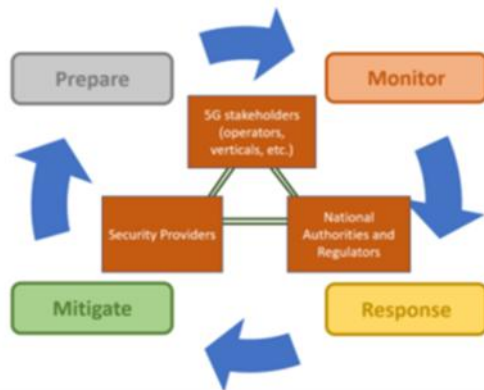 Prepare
Monitor
5G stakeholders
(operators,
verticals, etc.)
Security Providers
National
Authorities and
Regulators
Mitigate
Response